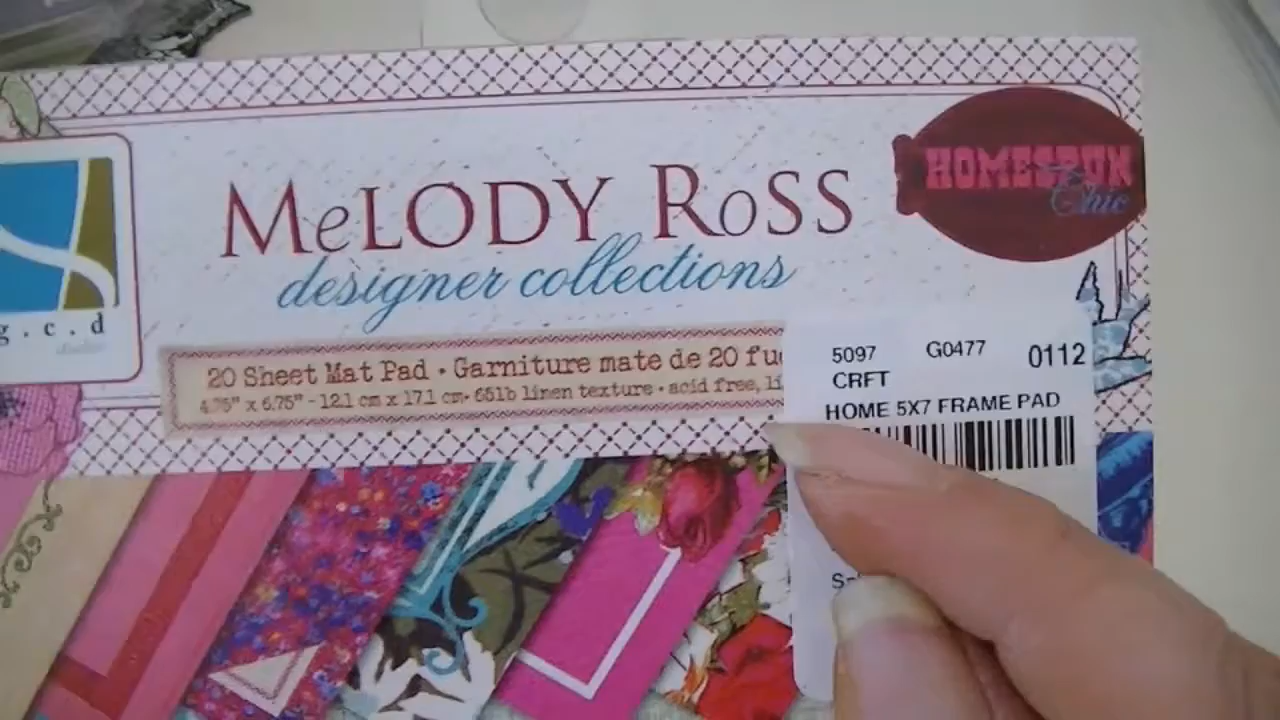 HOMESPUN
Chic
MeLODY RoSS
designer collections
g.c.d
studios
20 Sheet Mat Pad • Garniture mate de 20
4.75" x 6.75" - 12.1 cm x 17.1 cm • 65lb linen texture • acid free,
5097 G0477 0112
CRFT
HOME 5X7 FRAME PAD